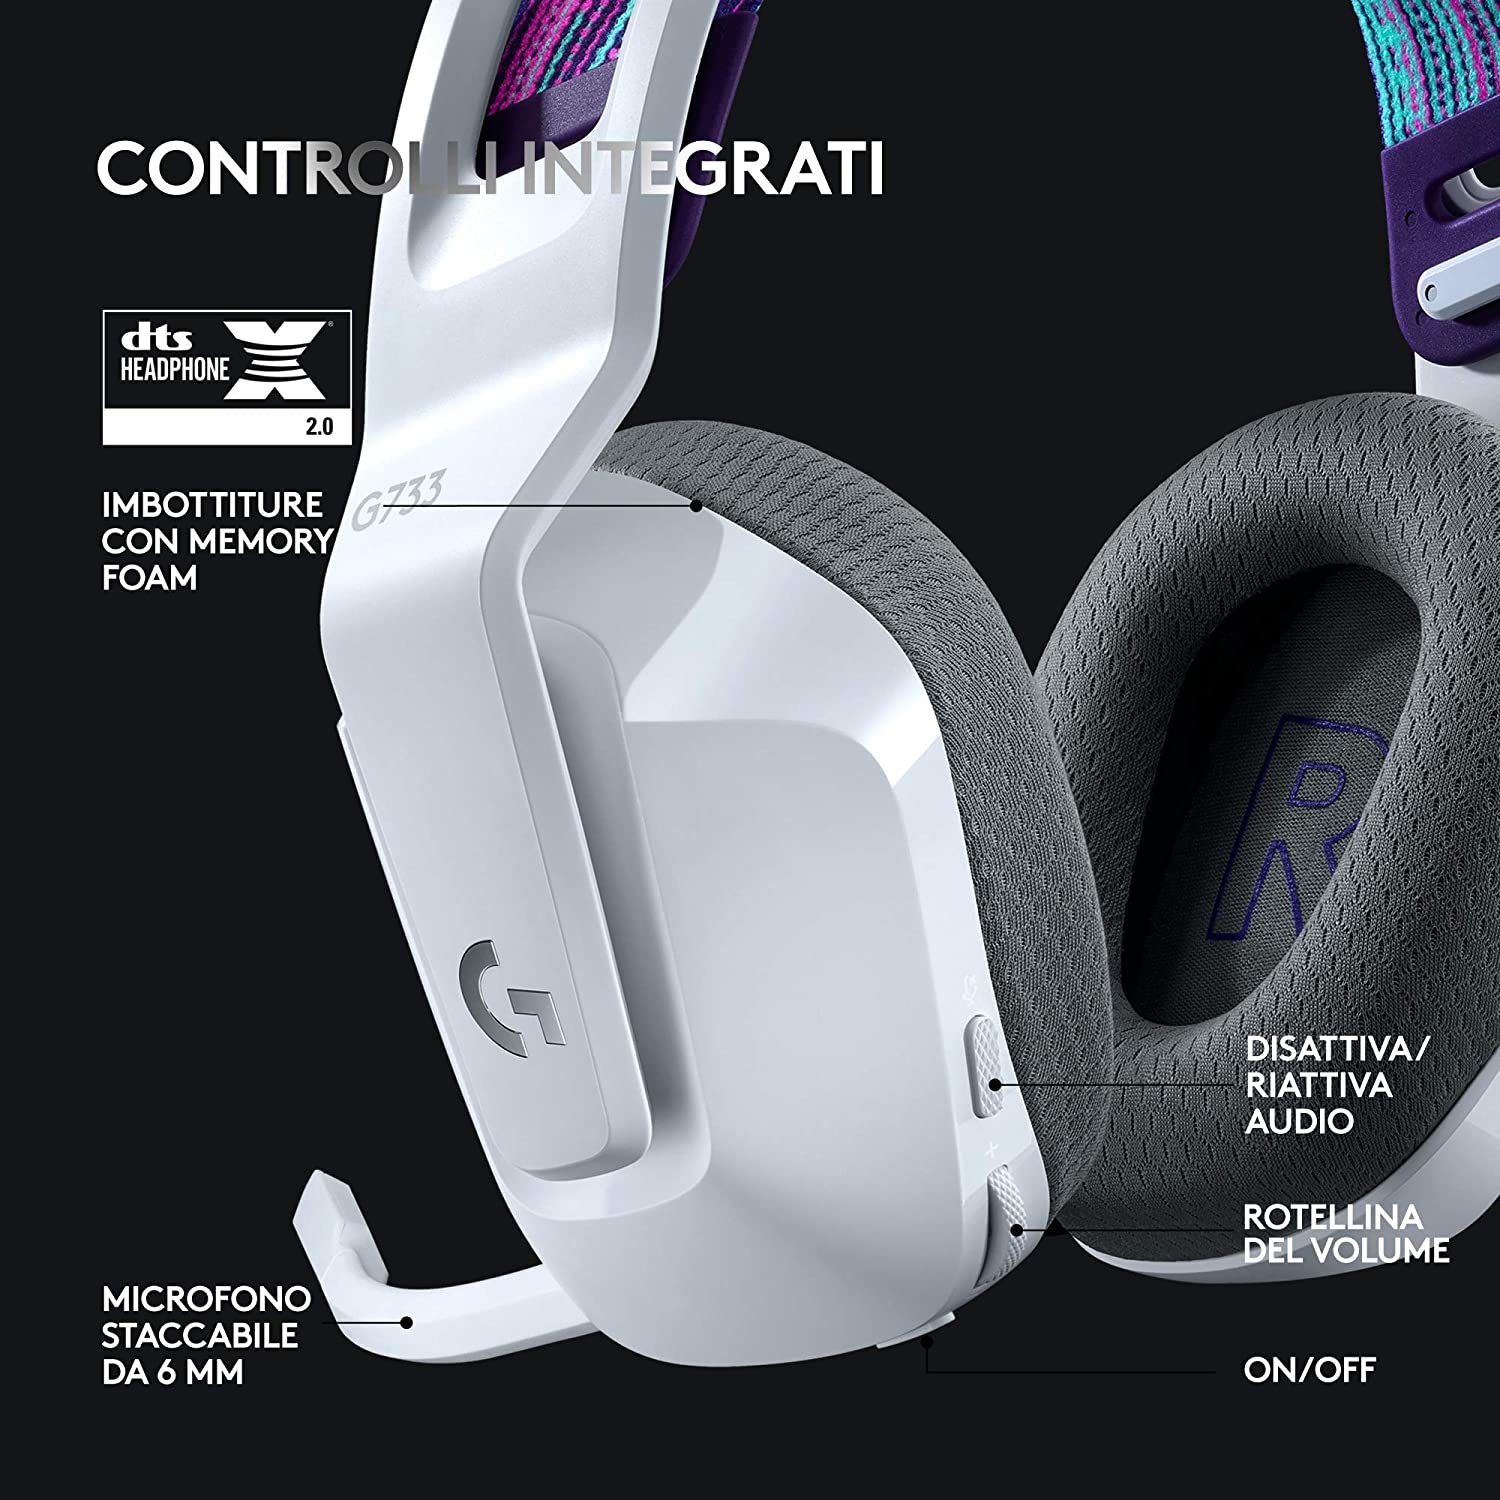 CONTROLLI INTEGRATI
dts
HEADPHONE X®
2.0
G733
IMBOTTITURE
CON MEMORY
FOAM
R
DISATTIVA/
RIATTIVA
AUDIO
+
ROTELLINA
DEL VOLUME
MICROFONO
STACCABILE
DA 6 MM
ON/OFF
G